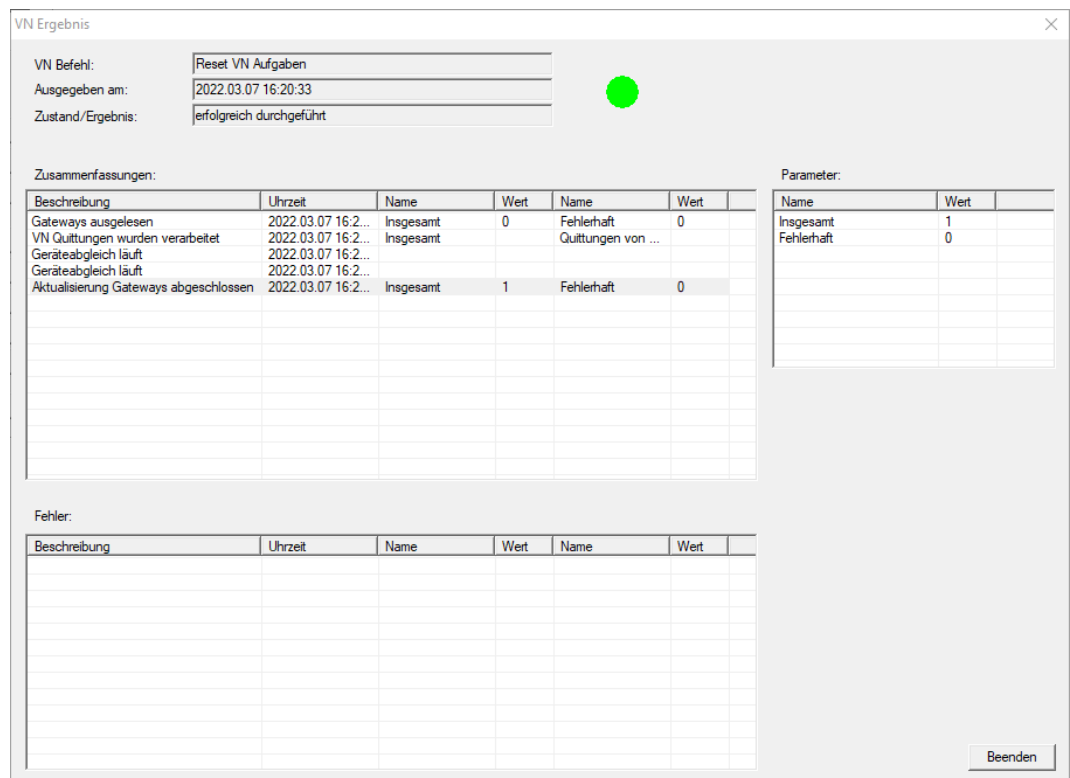 VN Ergebnis
VN Befehl: Reset VN Aufgaben
Ausgegeben am: 2022.03.07 16:20:33
Zustand/Ergebnis: erfolgreich durchgeführt
Zusammenfassungen:
Beschreibung Uhrzeit Name Wert Name Wert
Gateways ausgelesen 2022.03.07 16:2... Insgesamt 0 Fehlerhaft 0
VN Quittungen wurden verarbeitet 2022.03.07 16:2... Insgesamt Quittungen von ...
Geräteabgleich läuft 2022.03.07 16:2...
Geräteabgleich läuft 2022.03.07 16:2...
Aktualisierung Gateways abgeschlossen 2022.03.07 16:2... Insgesamt 1 Fehlerhaft 0
Parameter:
Name Wert
Insgesamt 1
Fehlerhaft 0
Fehler:
Beschreibung Uhrzeit Name Wert Name Wert
Beenden